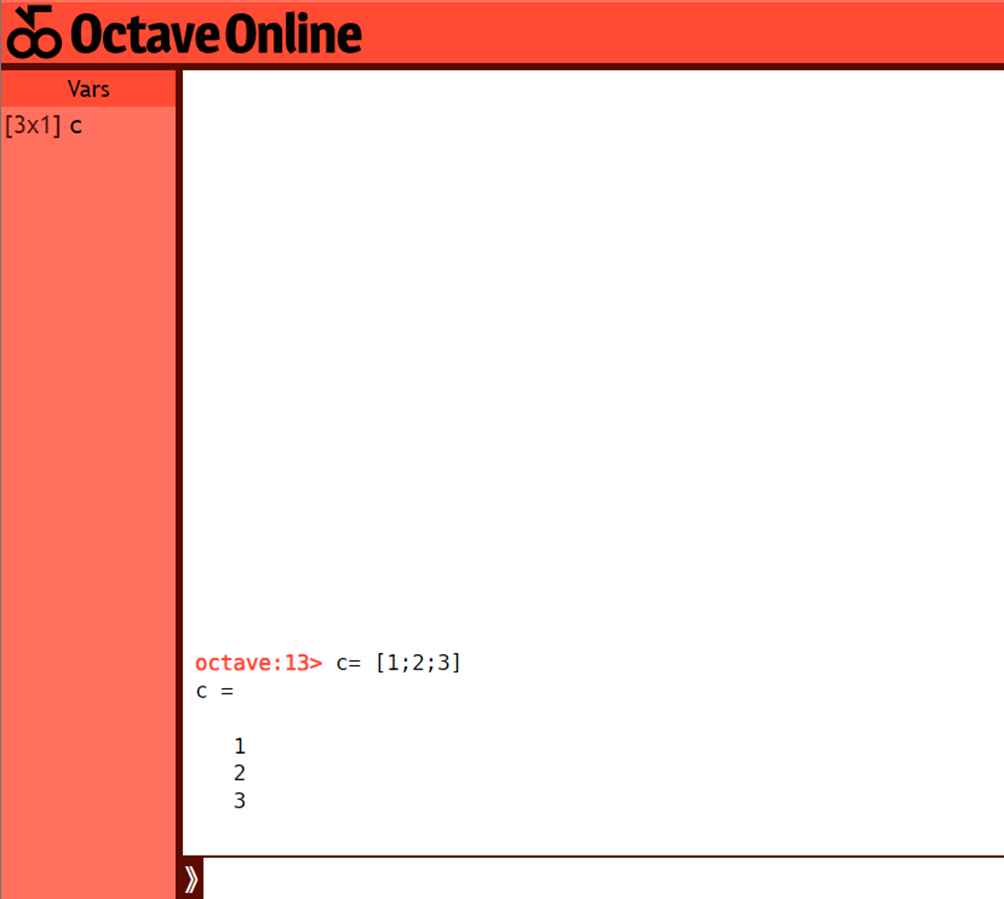 Octave Online
Vars
[3x1] c
octave:13> c= [1;2;3]
c =
1
2
3
⟫